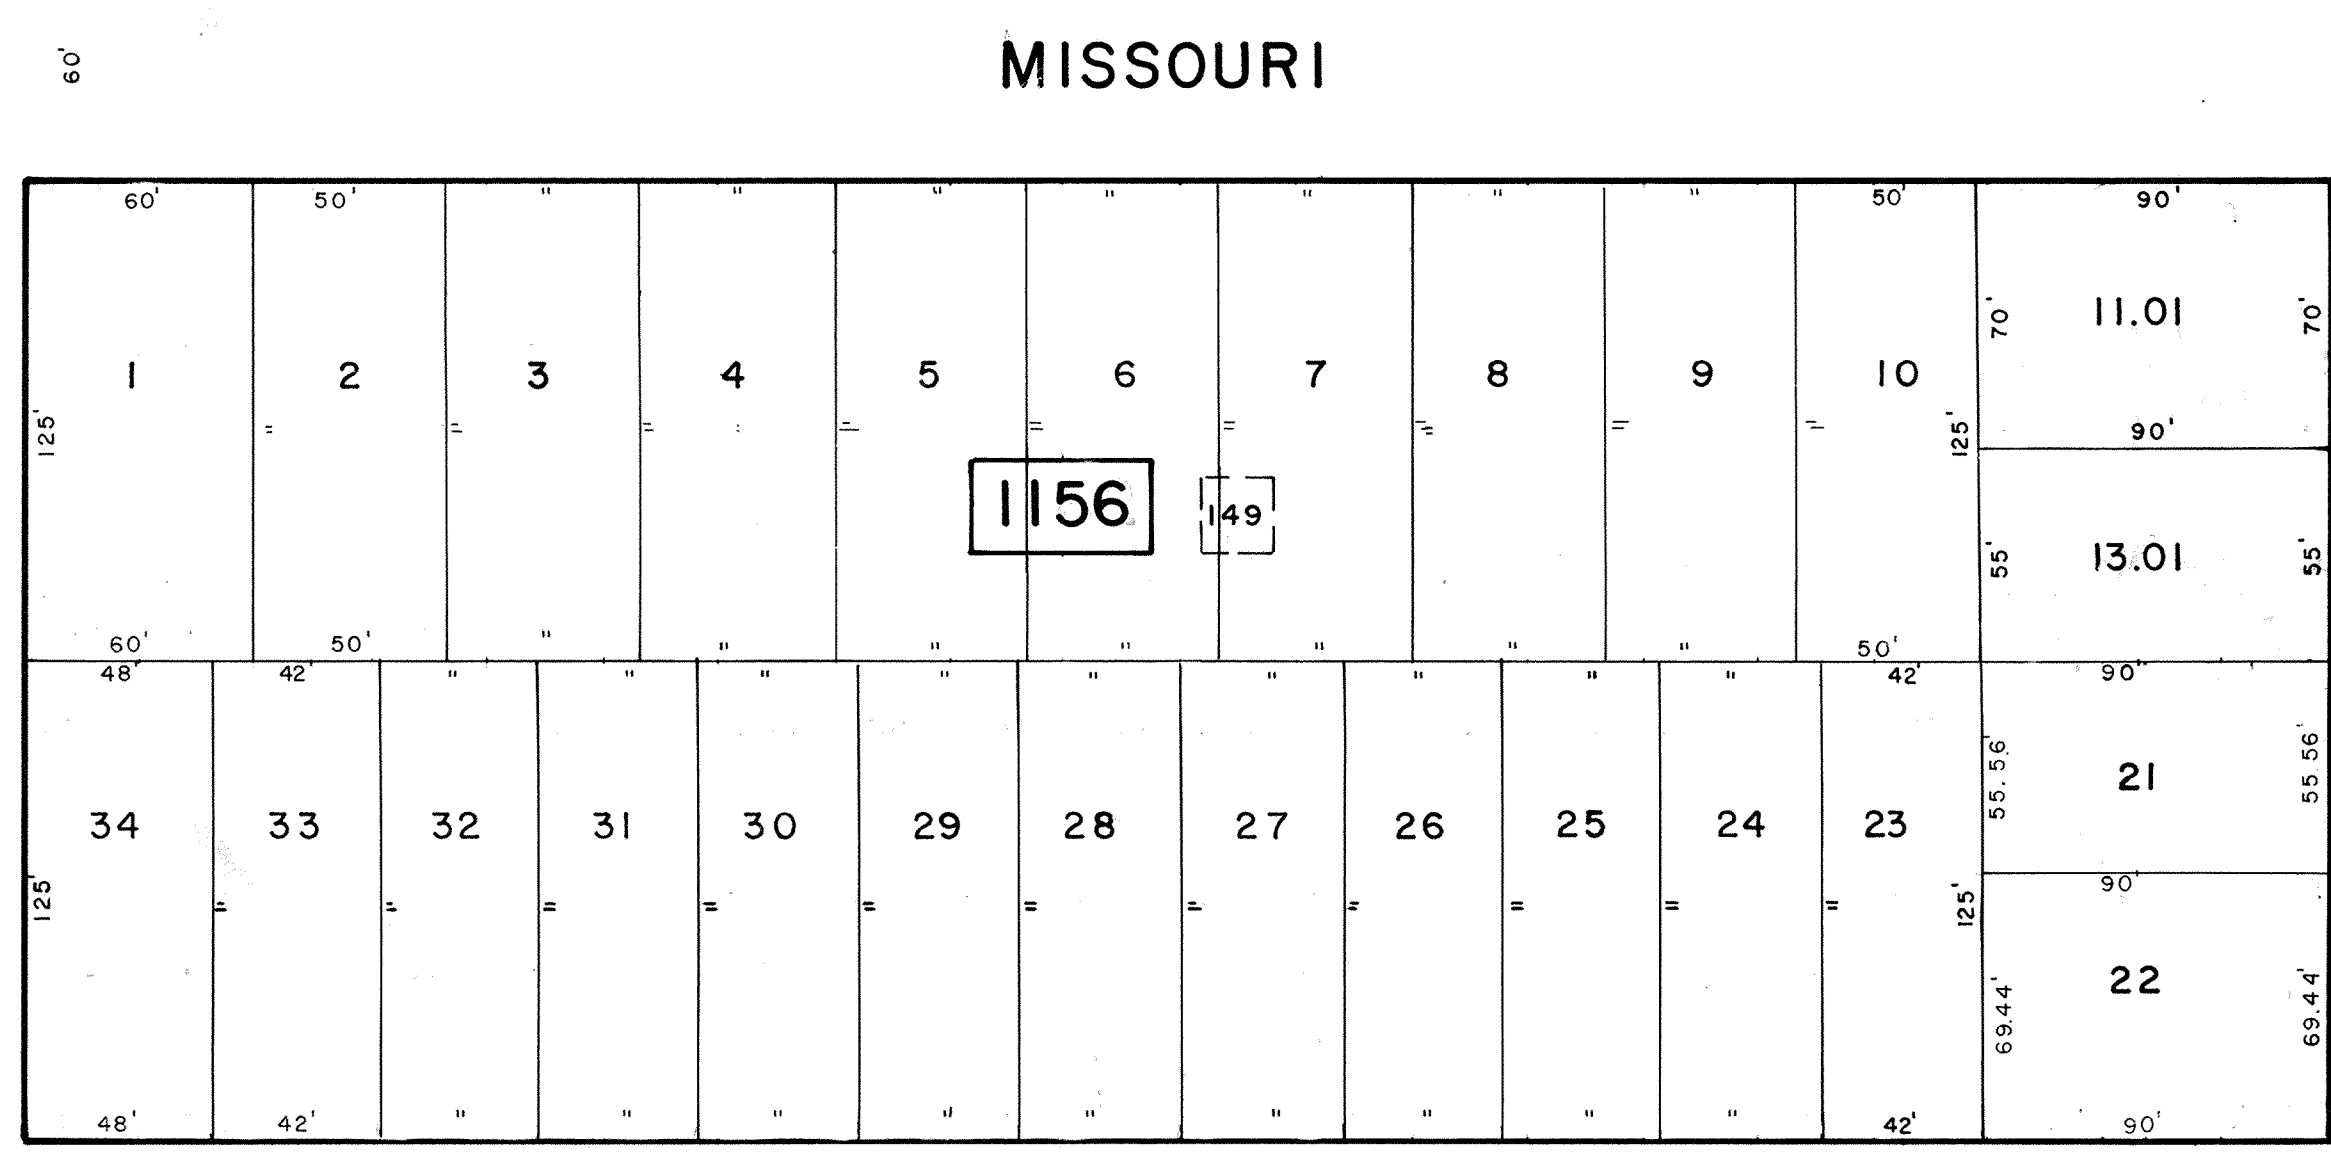 60'
MISSOURI
60' 50' " " " " " " " 50' 90'
70' 11.01 70'
1 2 3 4 5 6 7 8 9 10
125' = = = = = = = = = 125' 90'
1156 149
55' 13.01 55'
60' 50' " " " " " " " 50'
48' 42' " " " " " " " " " 42' 90'
55.56' 21 55.56'
34 33 32 31 30 29 28 27 26 25 24 23
90'
125' = = = = = = = = = = = 125'
69.44' 22 69.44'
48' 42' " " " " " " " " " 42' 90'